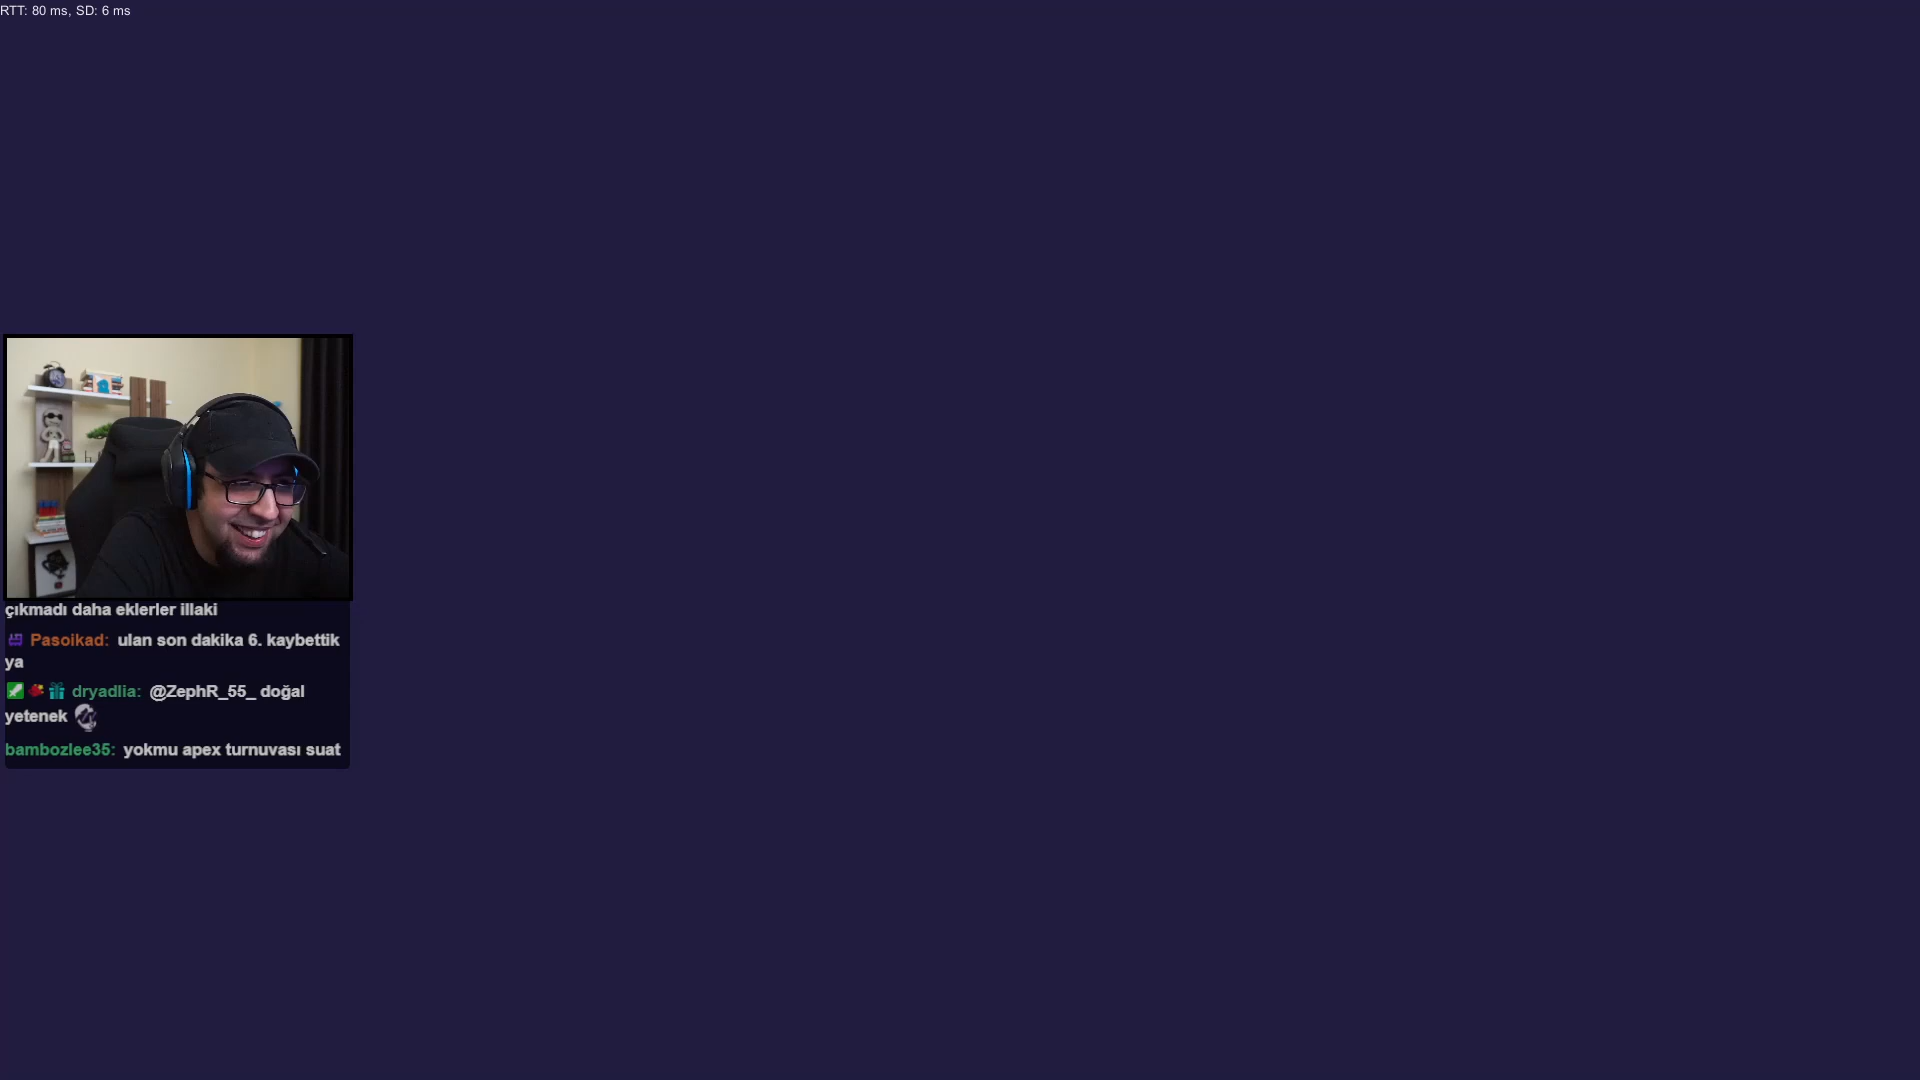 RTT: 80 ms, SD: 6 ms
çıkmadı daha eklerler illaki
Pasoikad: ulan son dakika 6. kaybettik
ya
dryadlia: @ZephR_55_ doğal
yetenek
bambozlee35: yokmu apex turnuvası suat